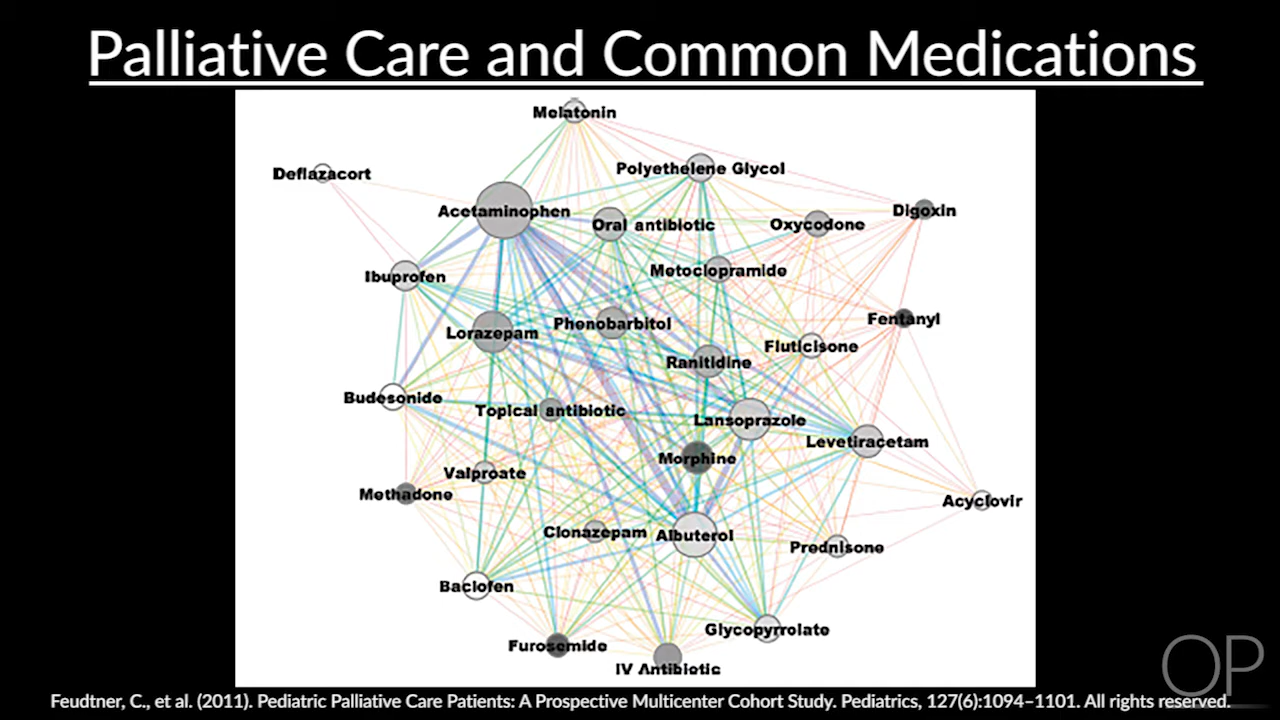 Palliative Care and Common Medications
Melatonin
Polyethelene Glycol
Deflazacort
Acetaminophen
Oral antibiotic
Oxycodone
Digoxin
Metoclopramide
Ibuprofen
Lorazepam
Phenobarbitol
Fentanyl
Fluticisone
Ranitidine
Budesonide
Topical antibiotic
Lansoprazole
Levetiracetam
Morphine
Valproate
Methadone
Acyclovir
Clonazepam
Albuterol
Prednisone
Baclofen
Glycopyrrolate
Furosemide
IV Antibiotic
OP
Feudtner, C., et al. (2011). Pediatric Palliative Care Patients: A Prospective Multicenter Cohort Study. Pediatrics, 127(6):1094–1101. All rights reserved.